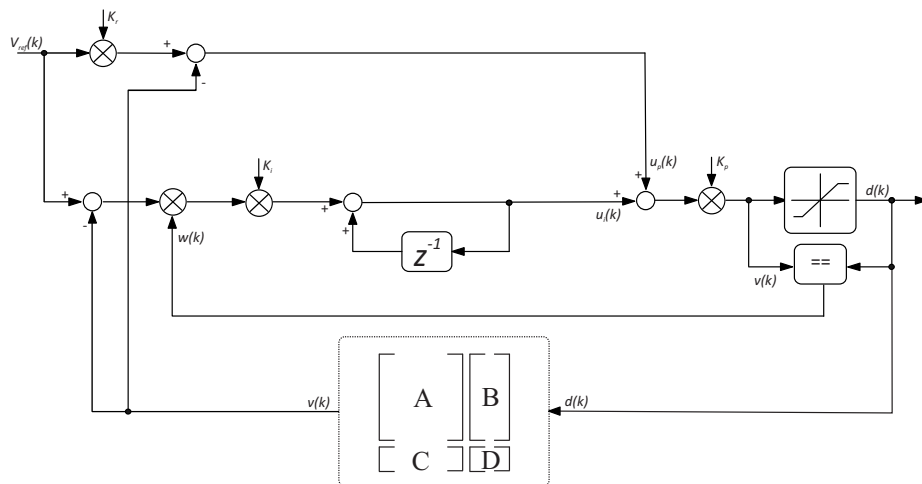 K_r
V_ref(k)
+
-
K_i
u_p(k)
K_p
+
-
w(k)
+
+
z^-1
+
+
u_i(k)
d(k)
==
v(k)
A
B
C
D
v(k)
d(k)